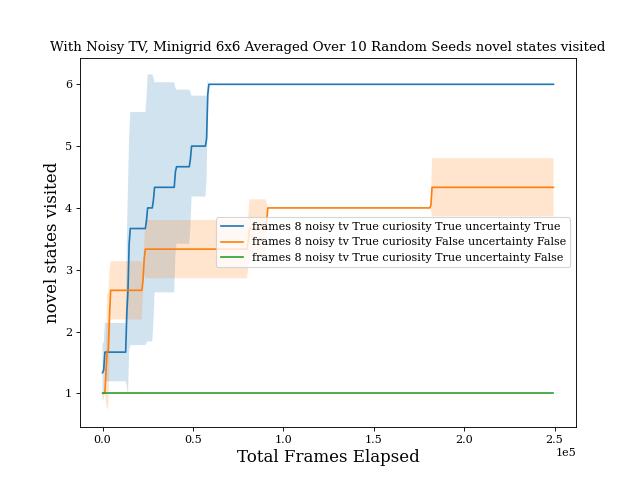 With Noisy TV, Minigrid 6x6 Averaged Over 10 Random Seeds novel states visited
novel states visited
6
5
4
3
2
1
frames 8 noisy tv True curiosity True uncertainty True
frames 8 noisy tv True curiosity False uncertainty False
frames 8 noisy tv True curiosity True uncertainty False
0.0 0.5 1.0 1.5 2.0 2.5
1e5
Total Frames Elapsed